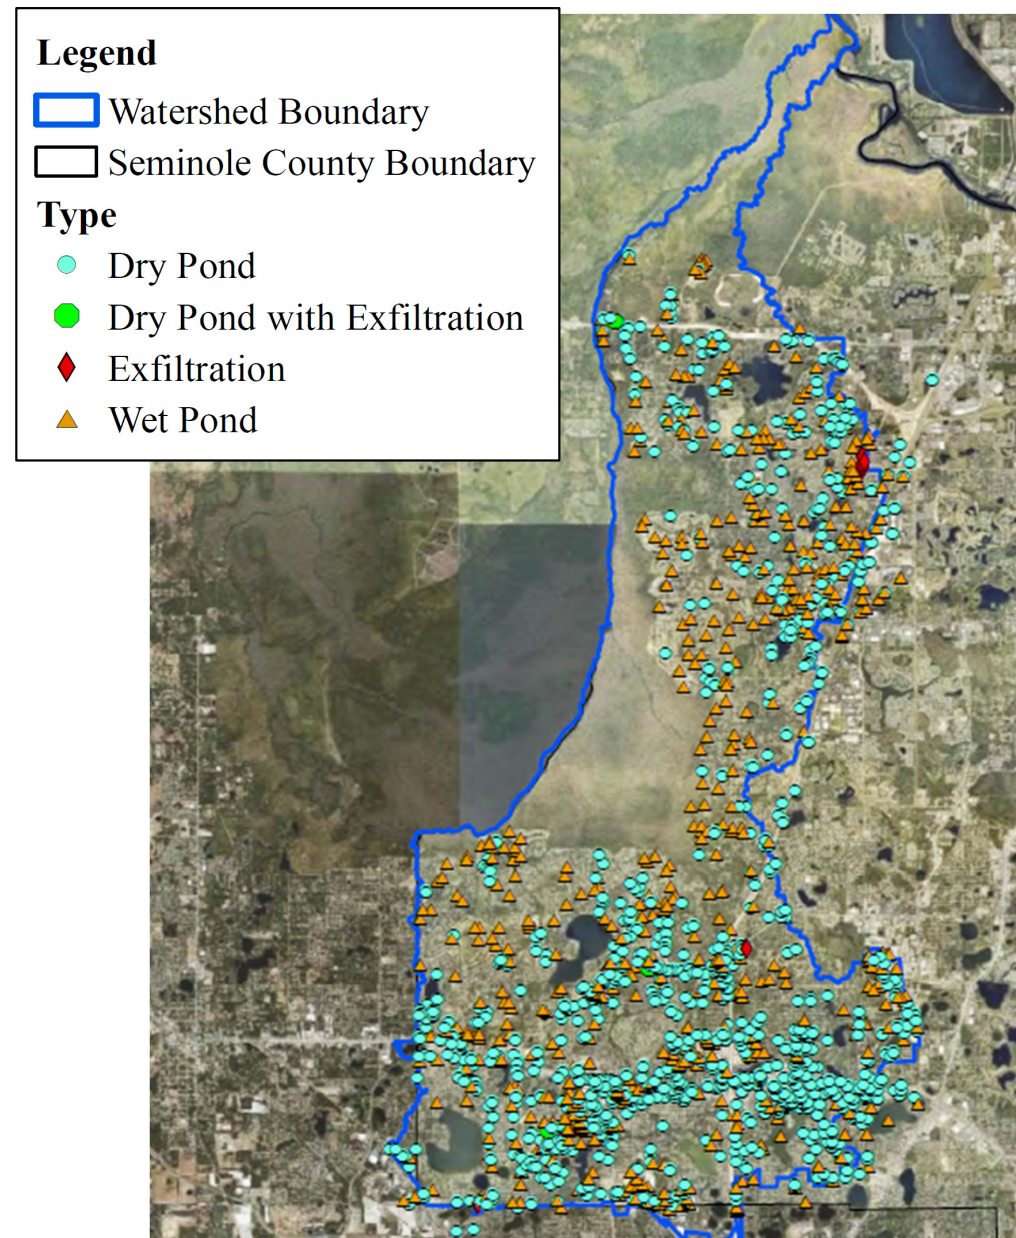 Legend
Watershed Boundary
Seminole County Boundary
Type
Dry Pond
Dry Pond with Exfiltration
Exfiltration
Wet Pond